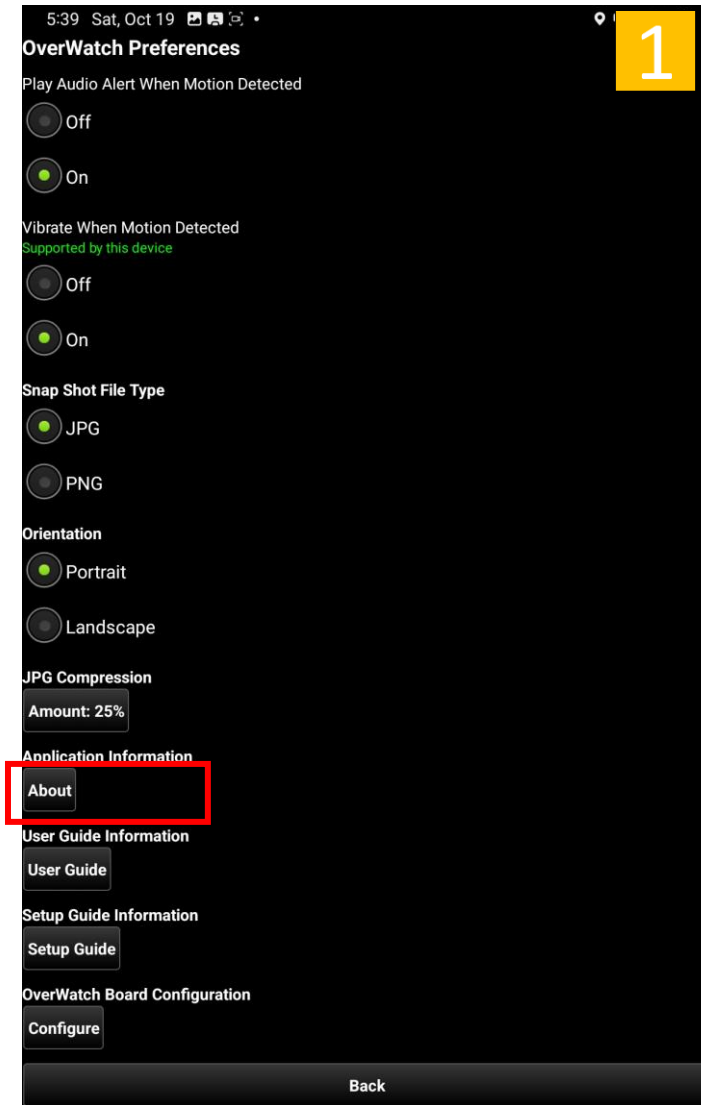 5:39 Sat, Oct 19
1
OverWatch Preferences
Play Audio Alert When Motion Detected
Off
On
Vibrate When Motion Detected
Supported by this device
Off
On
Snap Shot File Type
JPG
PNG
Orientation
Portrait
Landscape
JPG Compression
Amount: 25%
Application Information
About
User Guide Information
User Guide
Setup Guide Information
Setup Guide
OverWatch Board Configuration
Configure
Back